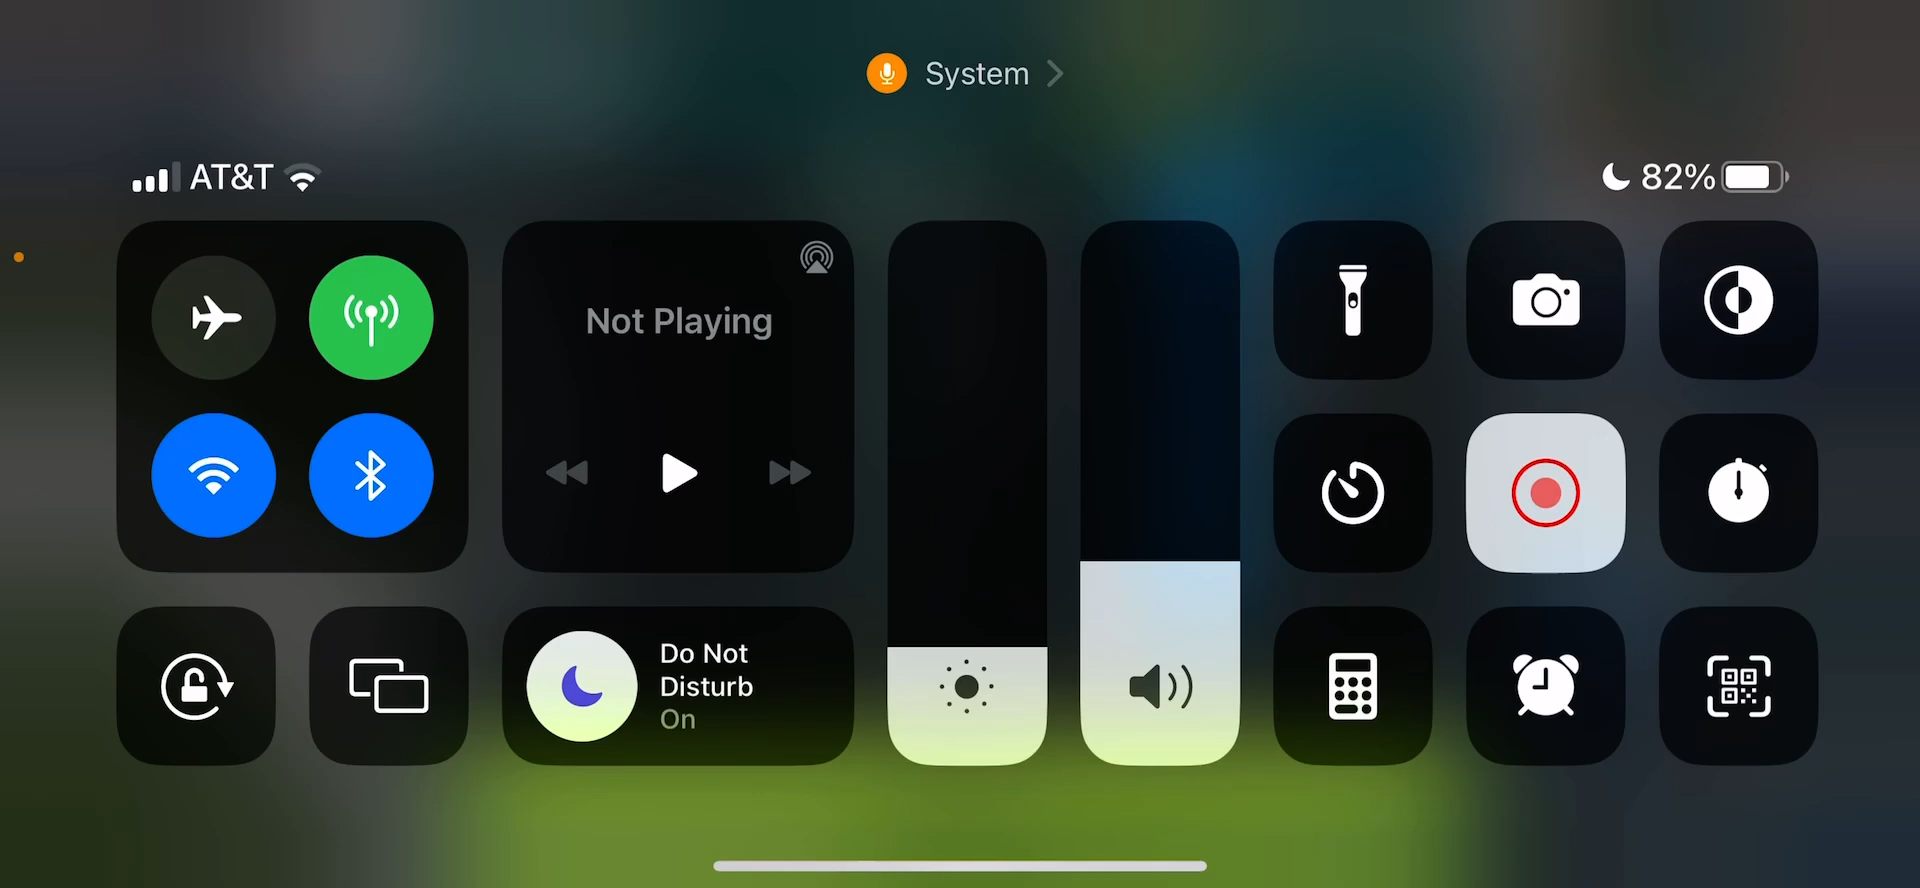 System
AT&T
82%
Not Playing
Do Not
Disturb
On